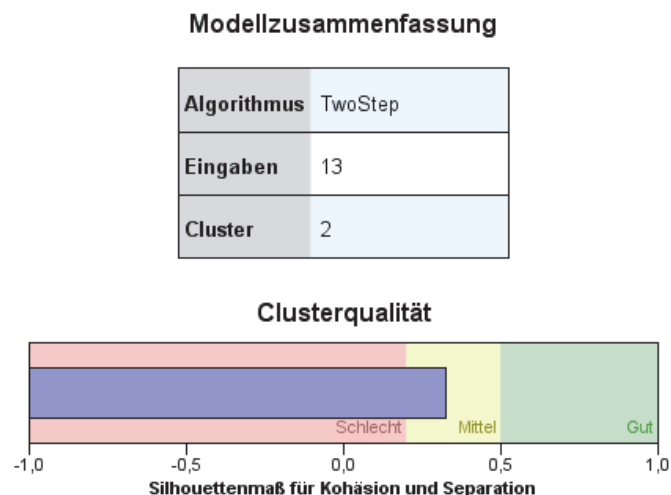 Modellzusammenfassung
Algorithmus TwoStep
Eingaben 13
Cluster 2
Clusterqualität
Schlecht Mittel Gut
-1,0 -0,5 0,0 0,5 1,0
Silhouettenmaß für Kohäsion und Separation